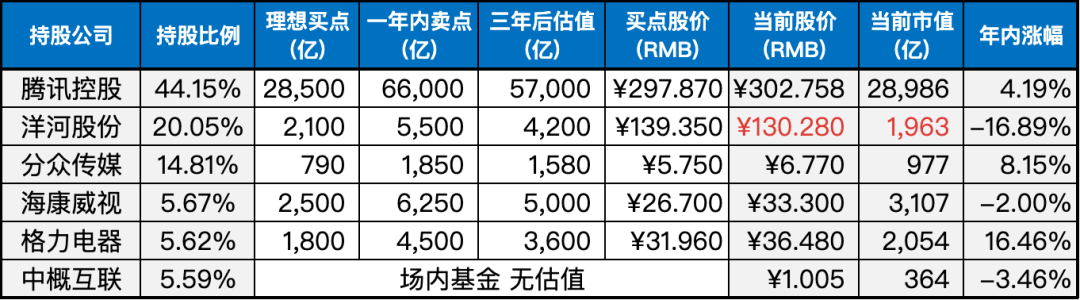 持股公司 持股比例 理想买点(亿) 一年内卖点(亿) 三年后估值(亿) 买点股价(RMB) 当前股价(RMB) 当前市值(亿) 年内涨幅
腾讯控股 44.15% 28,500 66,000 57,000 ¥297.870 ¥302.758 28,986 4.19%
洋河股份 20.05% 2,100 5,500 4,200 ¥139.350 ¥130.280 1,963 −16.89%
分众传媒 14.81% 790 1,850 1,580 ¥5.750 ¥6.770 977 8.15%
海康威视 5.67% 2,500 6,250 5,000 ¥26.700 ¥33.300 3,107 −2.00%
格力电器 5.62% 1,800 4,500 3,600 ¥31.960 ¥36.480 2,054 16.46%
中概互联 5.59% 场内基金 无估值 ¥1.005 364 −3.46%